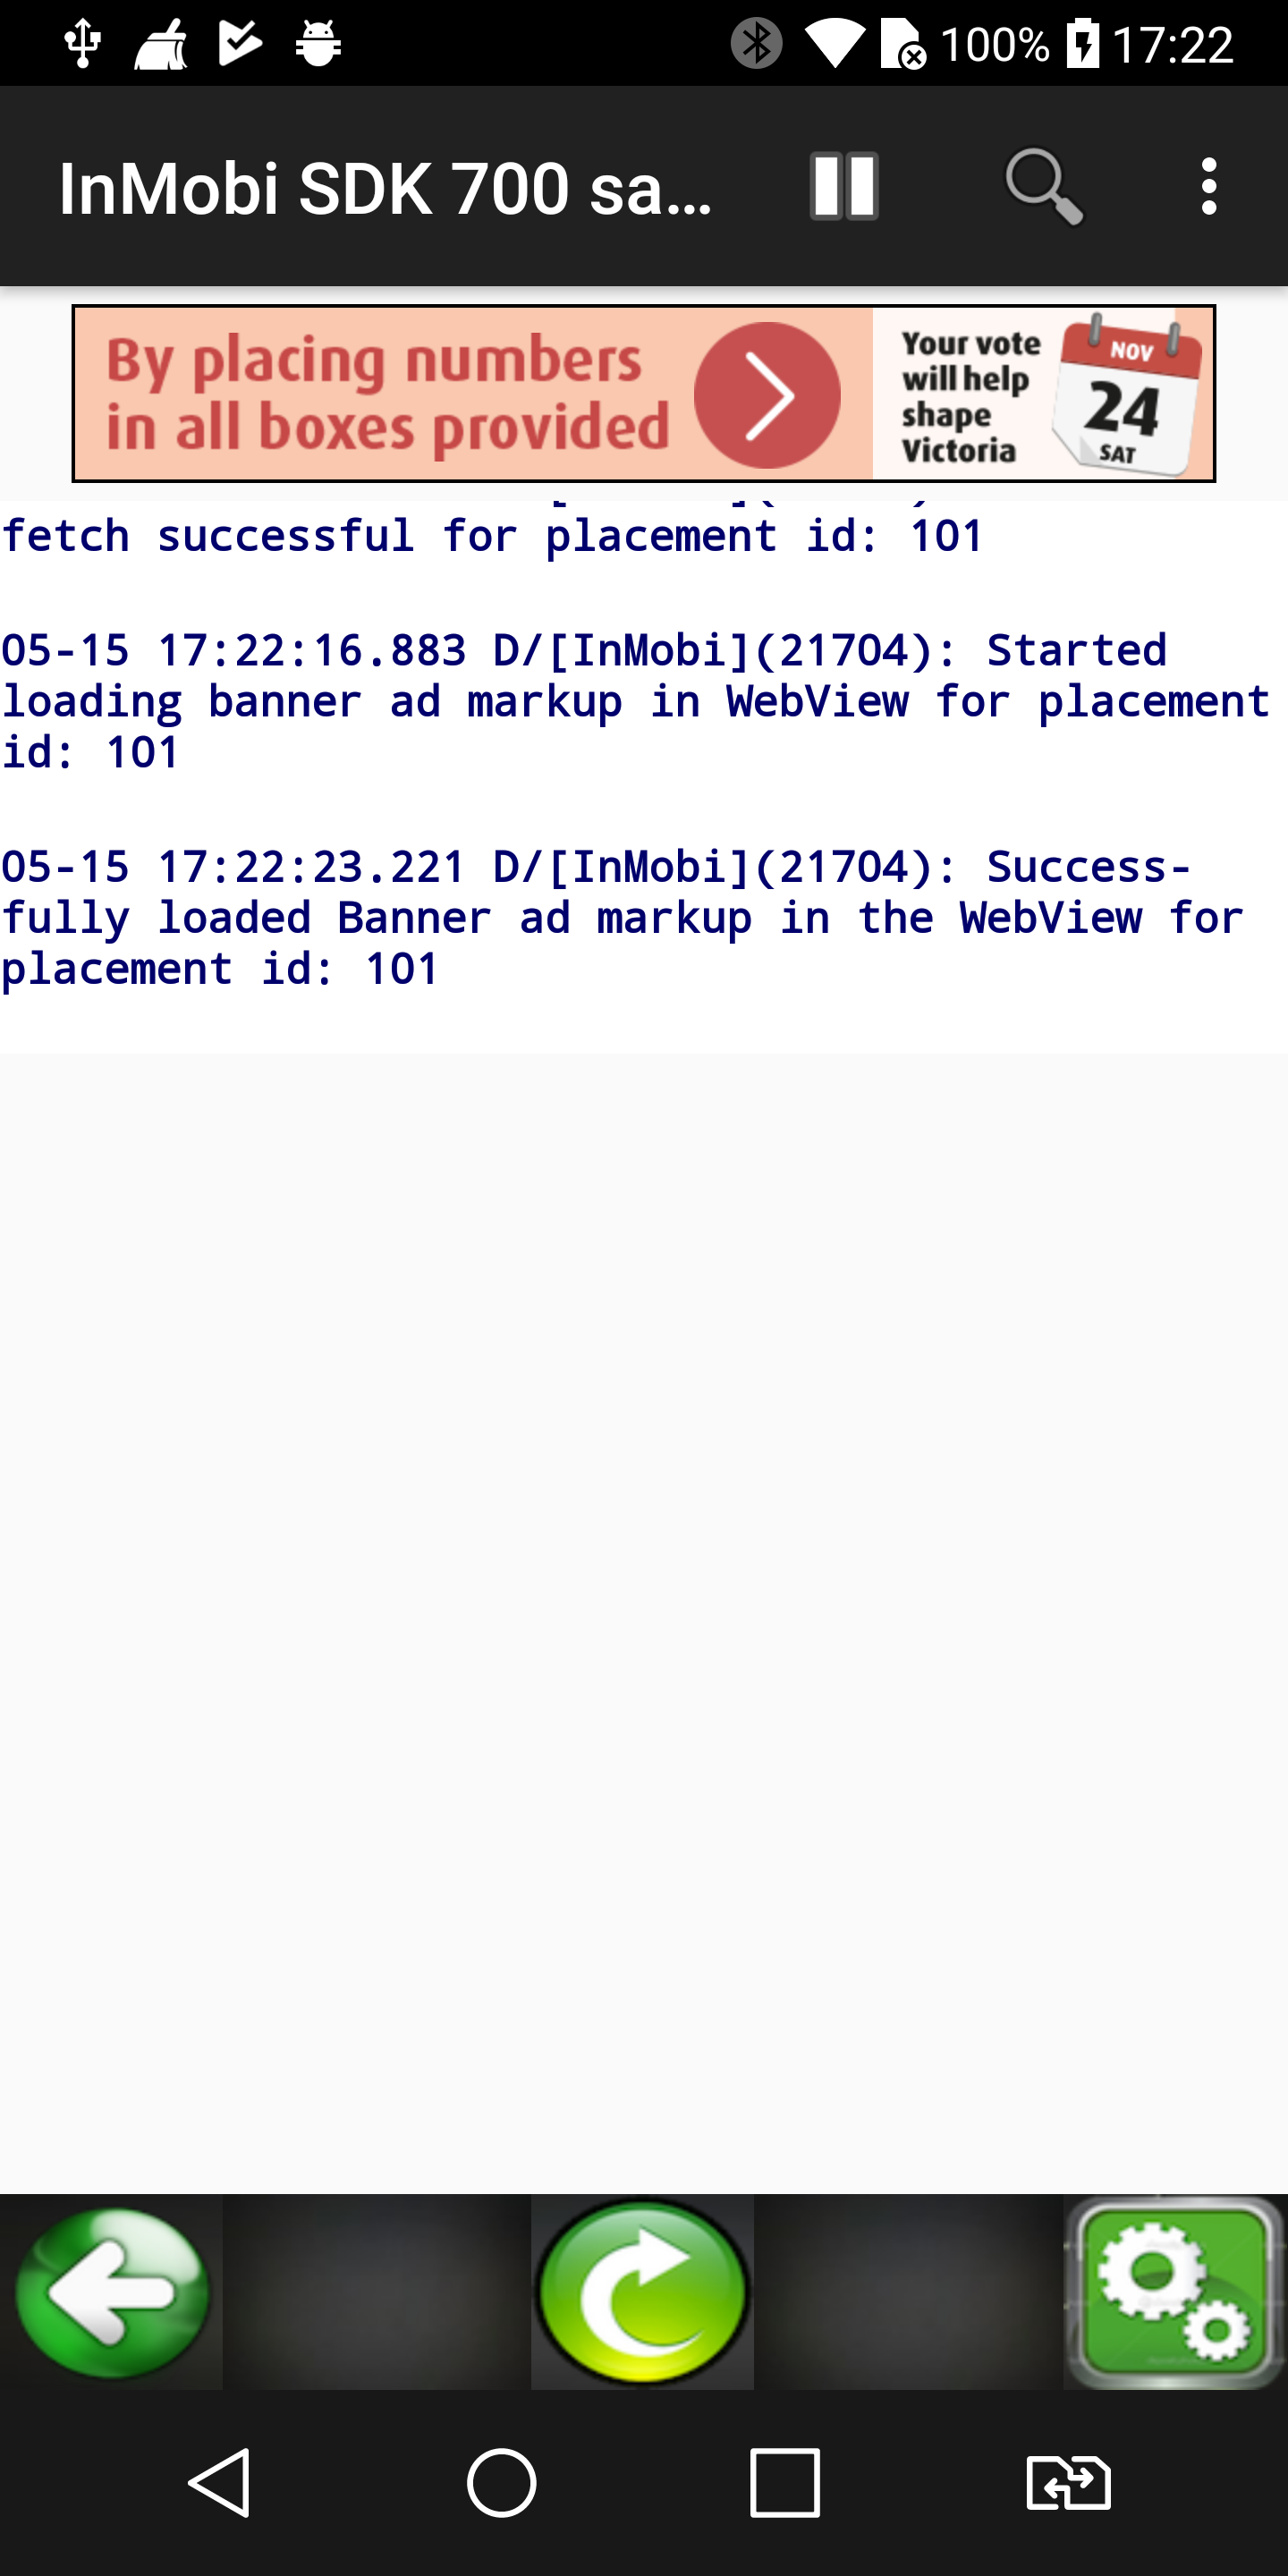 100% 17:22
InMobi SDK 700 sa...
By placing numbers
in all boxes provided
Your vote
will help
shape
Victoria
NOV
24
SAT
fetch successful for placement id: 101
05-15 17:22:16.883 D/[InMobi](21704): Started
loading banner ad markup in WebView for placement
id: 101
05-15 17:22:23.221 D/[InMobi](21704): Success-
fully loaded Banner ad markup in the WebView for
placement id: 101